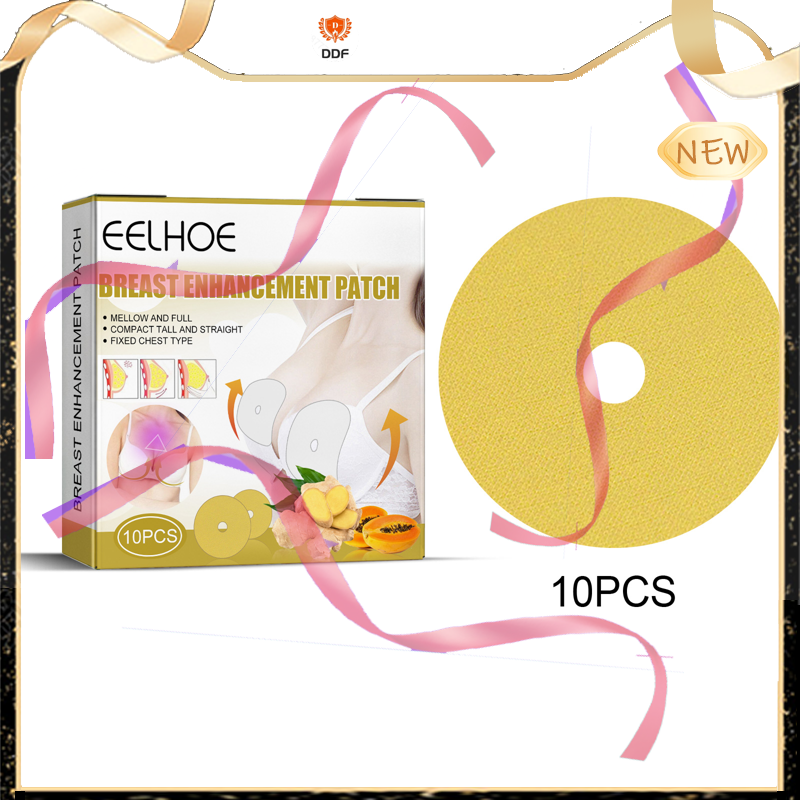 DDF
NEW
EELHOE
BREAST ENHANCEMENT PATCH
• MELLOW AND FULL
• COMPACT TALL AND STRAIGHT
• FIXED CHEST TYPE
BREAST ENHANCEMENT PATCH
10PCS
10PCS